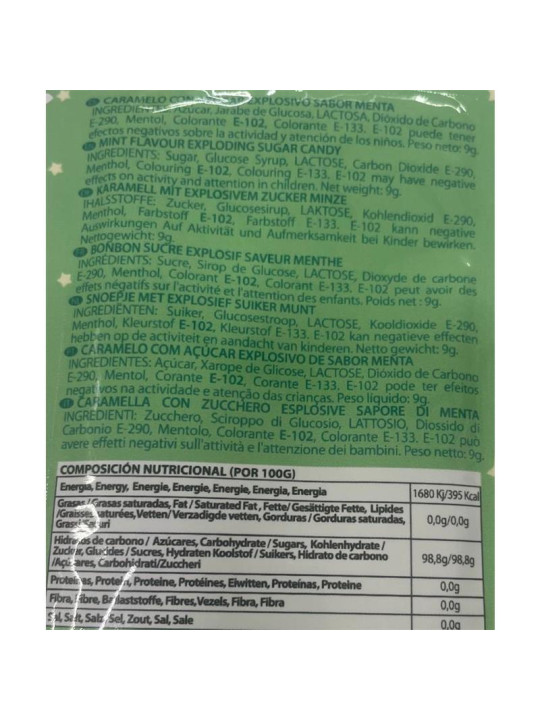 CARAMELO CON EXPLOSIVO SABOR MENTA
Azúcar, Jarabe de Glucosa, LACTOSA, Dióxido de Carbono
E-290, Mentol, Colorante E-102, Colorante E-133. E-102 puede tener
efectos negativos sobre la actividad y atención de los niños. Peso neto: 9g.
MINT FLAVOUR EXPLODING SUGAR CANDY
INGREDIENTS: Sugar, Glucose Syrup, LACTOSE, Carbon Dioxide E-290,
Menthol, Colouring E-102, Colouring E-133. E-102 may have negative
effects on activity and attention in children. Net weight: 9g.
KARAMELL MIT EXPLOSIVEM ZUCKER MINZE
IHALSSTOFFE: Zucker, Glucosesirup, LAKTOSE, Kohlendioxid E-290,
Menthol, Farbstoff E-102, Farbstoff E-133. E-102 kann negative
Auswirkungen Auf Aktivität und Aufmerksamkeit bei Kinder bewirken.
Nettogewicht: 9g.
BONBON SUCRE EXPLOSIF SAVEUR MENTHE
INGRÉDIENTS: Sucre, Sirop de Glucose, LACTOSE, Dioxyde de carbone
E-290, Menthol, Colorant E-102, Colorant E-133. E-102 peut avoir des
effets négatifs sur l'activité et l'attention des enfants. Poids net : 9g.
SNOEPJE MET EXPLOSIEF SUIKER MUNT
INGREDIËNTEN: Suiker, Glucosestroop, LACTOSE, Kooldioxide E-290,
Menthol, Kleurstof E-102, Kleurstof E-133. E-102 kan negatieve effecten
hebben op de activiteit en aandacht van kinderen. Netto gewicht: 9g.
CARAMELO COM AÇÚCAR EXPLOSIVO DE SABOR MENTA
INGREDIENTES: Açúcar, Xarope de Glicose, LACTOSE, Dióxido de Carbono
E-290, Mentol, Corante E-102, Corante E-133. E-102 pode ter efeitos
negativos na actividade e atenção das crianças. Peso líquido: 9g.
CARAMELLA CON ZUCCHERO ESPLOSIVE SAPORE DI MENTA
INGREDIENTI: Zucchero, Sciroppo di Glucosio, LATTOSIO, Diossido di
Carbonio E-290, Mentolo, Colorante E-102, Colorante E-133. E-102 può
avere effetti negativi sull'attività e l'attenzione dei bambini. Peso netto: 9g.
COMPOSICIÓN NUTRICIONAL (POR 100G)
Energia, Energy, Energie, Energie, Energie, Energia, Energia 1680 Kj/395 Kcal
Grasas/Grasas saturadas, Fat/Saturated Fat, Fette/Gesättigte Fette, Lipides
/Graisses saturées, Vetten/Verzadigde vetten, Gorduras/Gorduras saturadas, 0,0g/0,0g
Grassi/Saturi
Hidratos de carbono/ Azúcares, Carbohydrate/Sugars, Kohlenhydrate/
Zucker, Glucides/Sucres, Hydraten Koolstof/Suikers, Hidrato de carbono 98,8g/98,8g
/Açúcares, Carbohidrati/Zuccheri
Proteínas, Protein, Proteine, Protéines, Eiwitten, Proteínas, Proteine 0,0g
Fibra, Fibre, Ballaststoffe, Fibres, Vezels, Fibra, Fibra 0,0g
Sal, Salt, Salz, Sel, Zout, Sal, Sale 0,0g